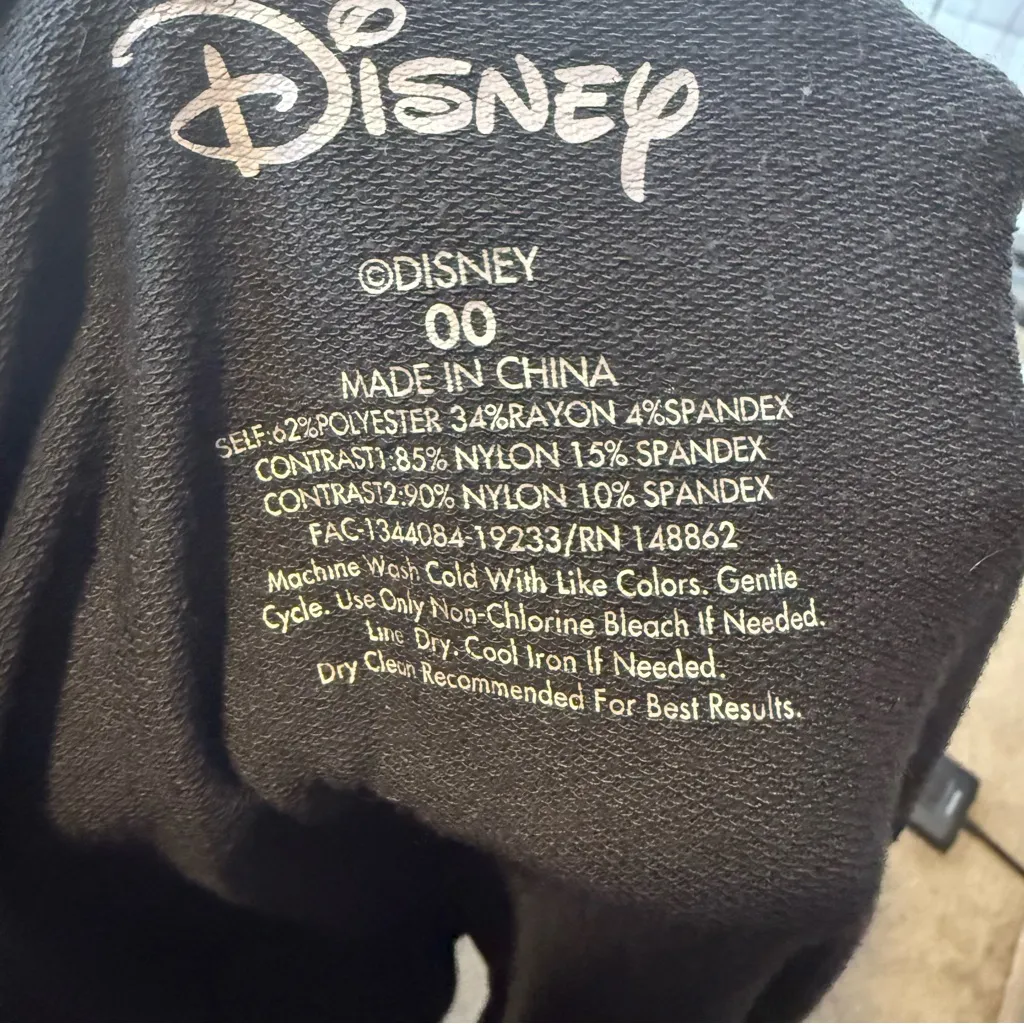 Disney
©DISNEY
00
MADE IN CHINA
SELF:62%POLYESTER 34%RAYON 4%SPANDEX
CONTRAST1:85% NYLON 15% SPANDEX
CONTRAST2:90% NYLON 10% SPANDEX
FAC-1344084-19233/RN 148862
Machine Wash Cold With Like Colors. Gentle
Cycle. Use Only Non-Chlorine Bleach If Needed.
Line Dry. Cool Iron If Needed.
Dry Clean Recommended For Best Results.